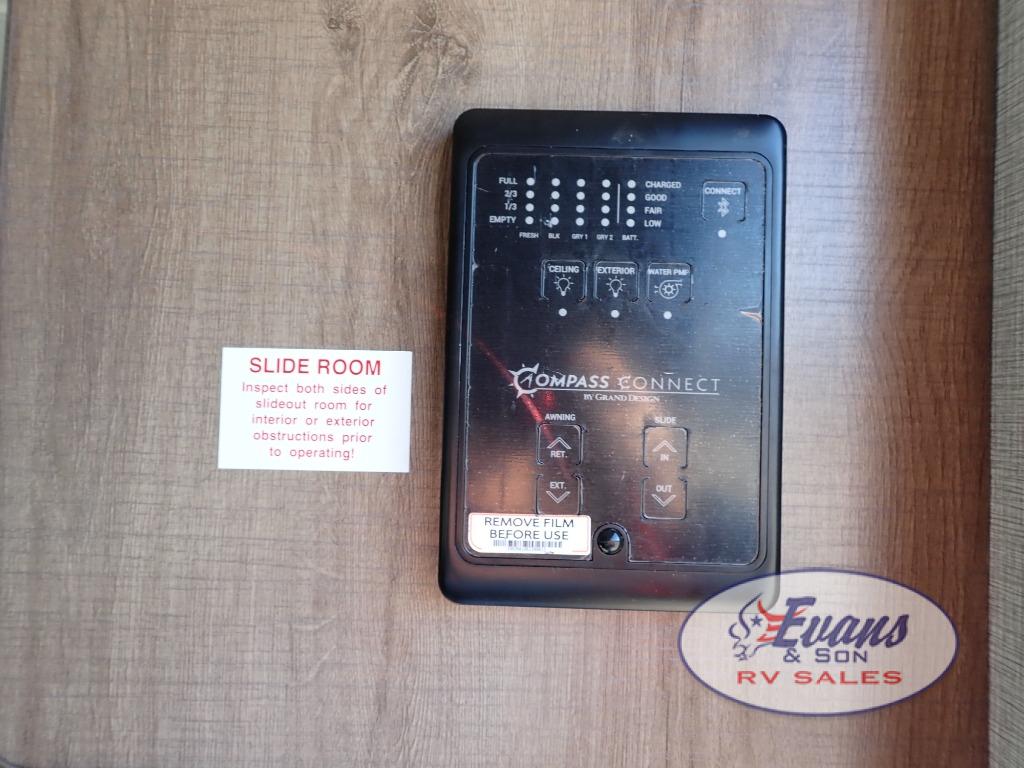 FULL
2/3
1/3
EMPTY
FRESH BLK GRY 1 GRY 2 BATT.
CHARGED
GOOD
FAIR
LOW
CONNECT
CEILING EXTERIOR WATER PMP
COMPASS CONNECT
BY GRAND DESIGN
AWNING SLIDE
RET. IN
EXT. OUT
REMOVE FILM
BEFORE USE
SLIDE ROOM
Inspect both sides of
slideout room for
interior or exterior
obstructions prior
to operating!
Evans
& SON
RV SALES